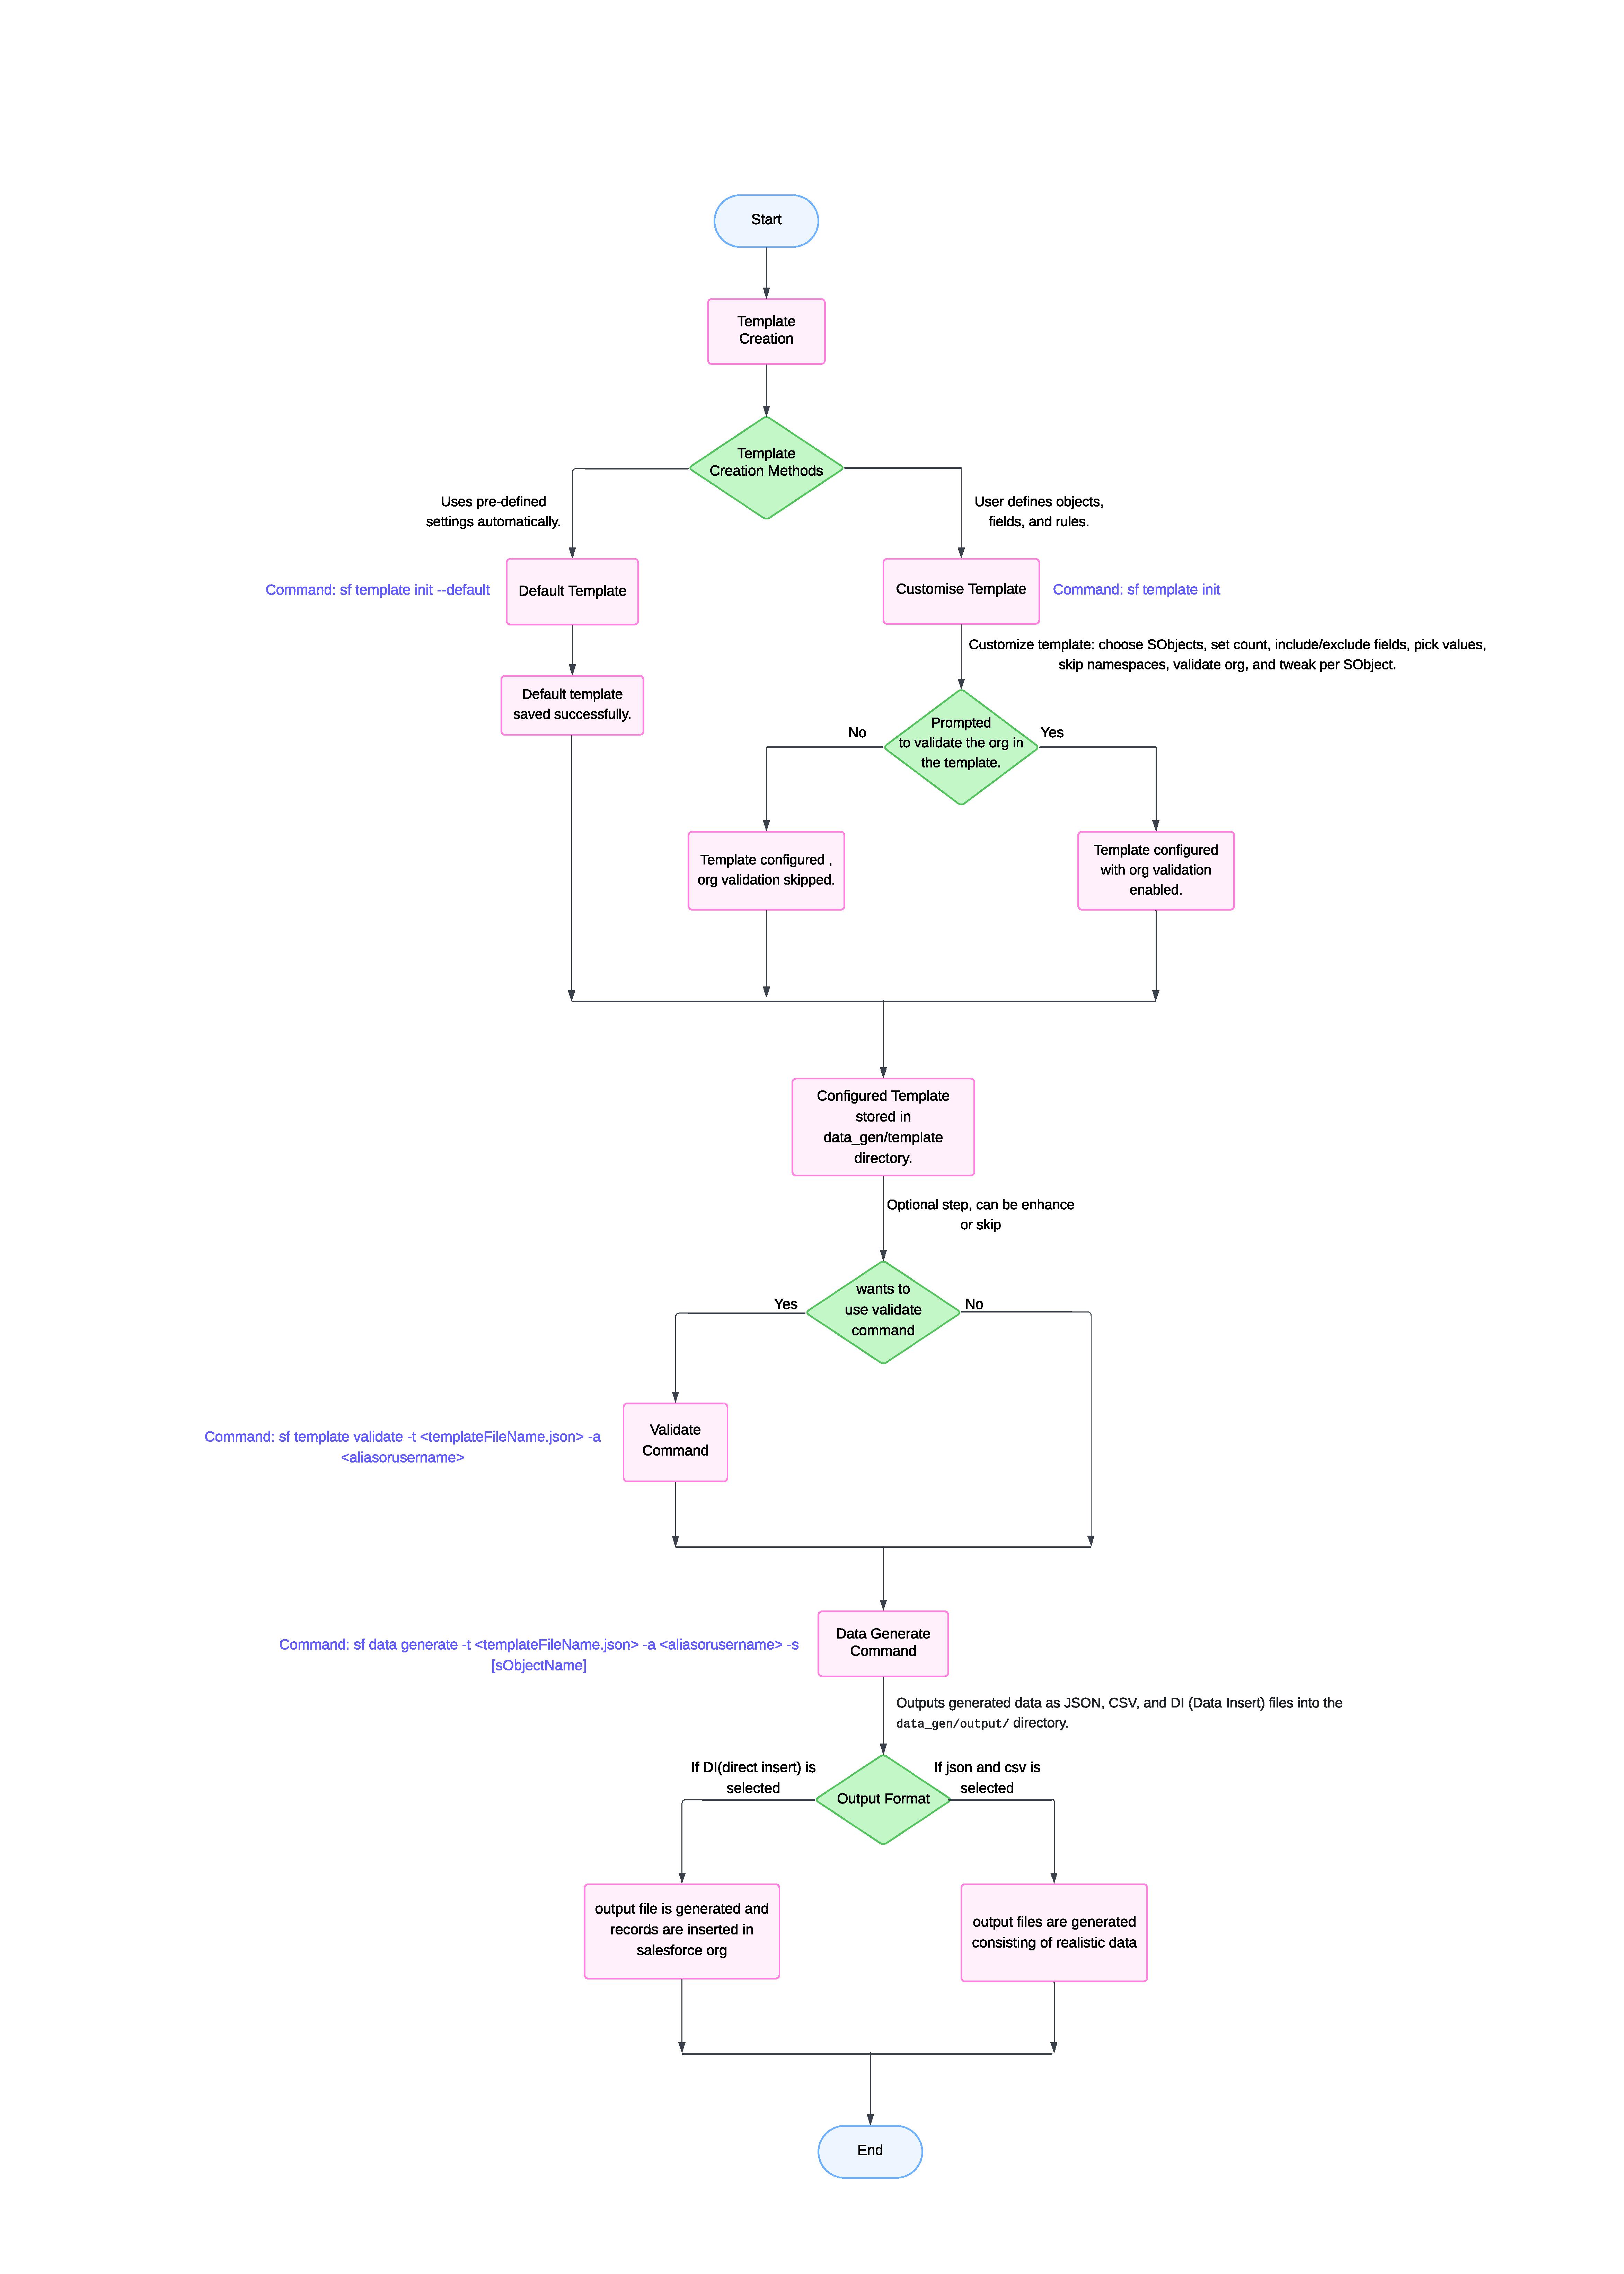 Start
Template
Creation
Template
Creation Methods
Uses pre-defined
settings automatically.
User defines objects,
fields, and rules.
Command: sf template init --default
Default Template
Customise Template
Command: sf template init
Customize template: choose SObjects, set count, include/exclude fields, pick values,
skip namespaces, validate org, and tweak per SObject.
Default template
saved successfully.
No
Prompted
to validate the org in
the template.
Yes
Template configured ,
org validation skipped.
Template configured
with org validation
enabled.
Configured Template
stored in
data_gen/template
directory.
Optional step, can be enhance
or skip
Yes
wants to
use validate
command
No
Command: sf template validate -t <templateFileName.json> -a
<aliasorusername>
Validate
Command
Command: sf data generate -t <templateFileName.json> -a <aliasorusername> -s
[sObjectName]
Data Generate
Command
Outputs generated data as JSON, CSV, and DI (Data Insert) files into the
data_gen/output/ directory.
If DI(direct insert) is
selected
Output Format
If json and csv is
selected
output file is generated and
records are inserted in
salesforce org
output files are generated
consisting of realistic data
End